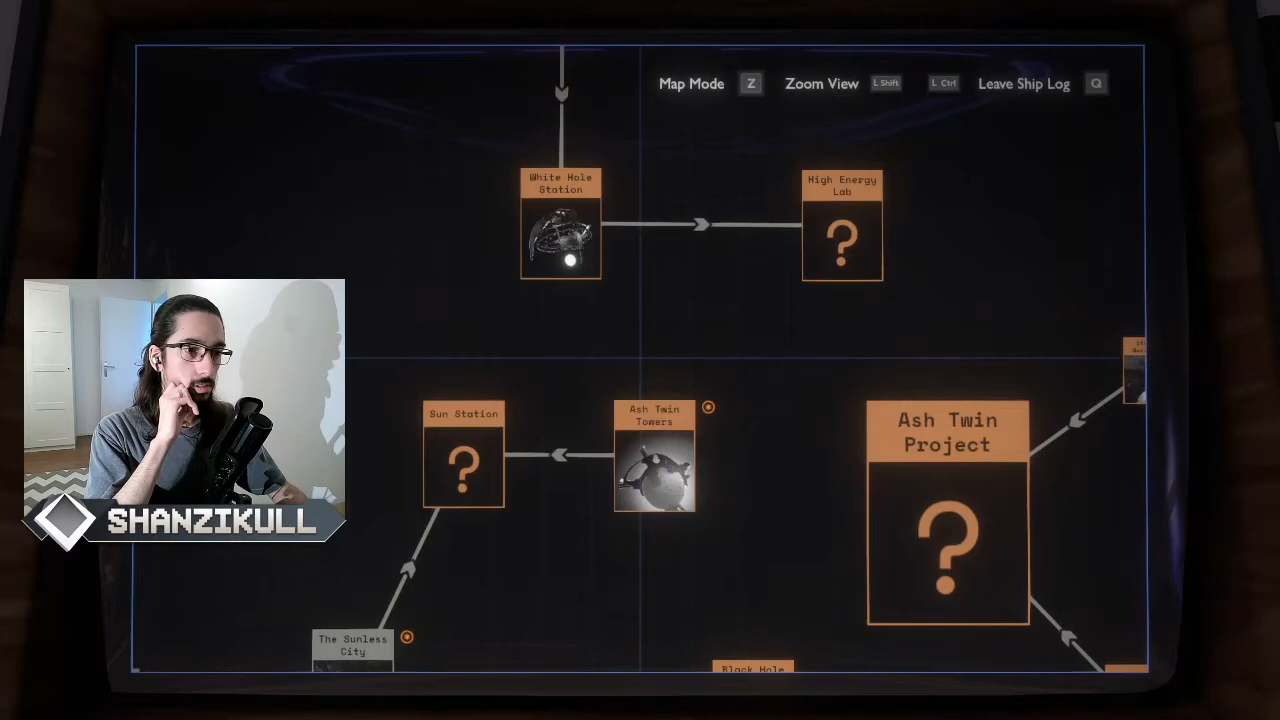 Map Mode Z Zoom View L Shift L Ctrl Leave Ship Log Q
White Hole
Station
High Energy
Lab
Sun Station
Ash Twin
Towers
Ash Twin
Project
SHANZIKULL
The Sunless
City
Black Hole